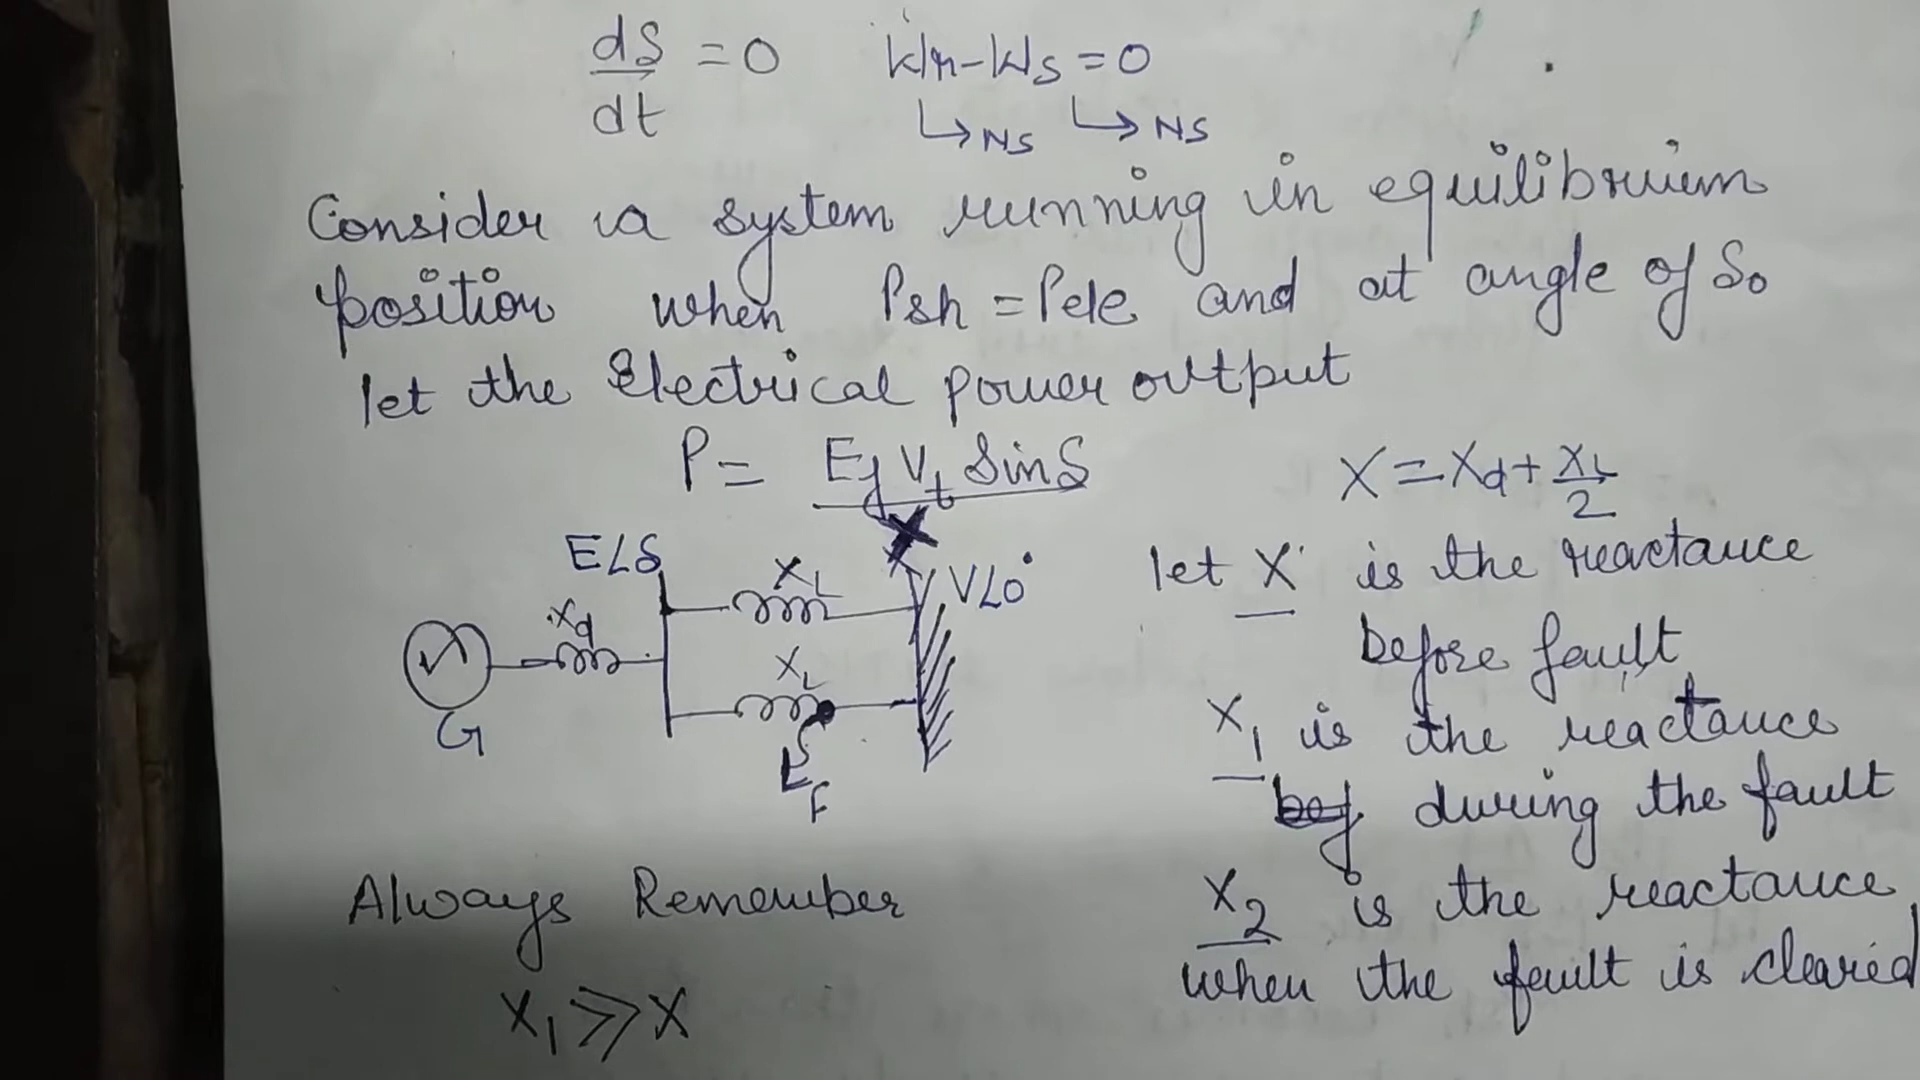 dδ/dt = 0 Wr-Ws = 0
↳ Ns ↳ Ns
Consider a system running in equilibrium
position when Psh = Pele and at angle of δo
let the Electrical power output
P = Ef Vt Sinδ / X
X = Xd + XL/2
E∠δ
XL
V∠0°
Xd
XL
G
F
let X is the reactance
before fault
X1 is the reactance
during the fault
X2 is the reactance
when the fault is cleared
Always Remember
X1 ⩾ X